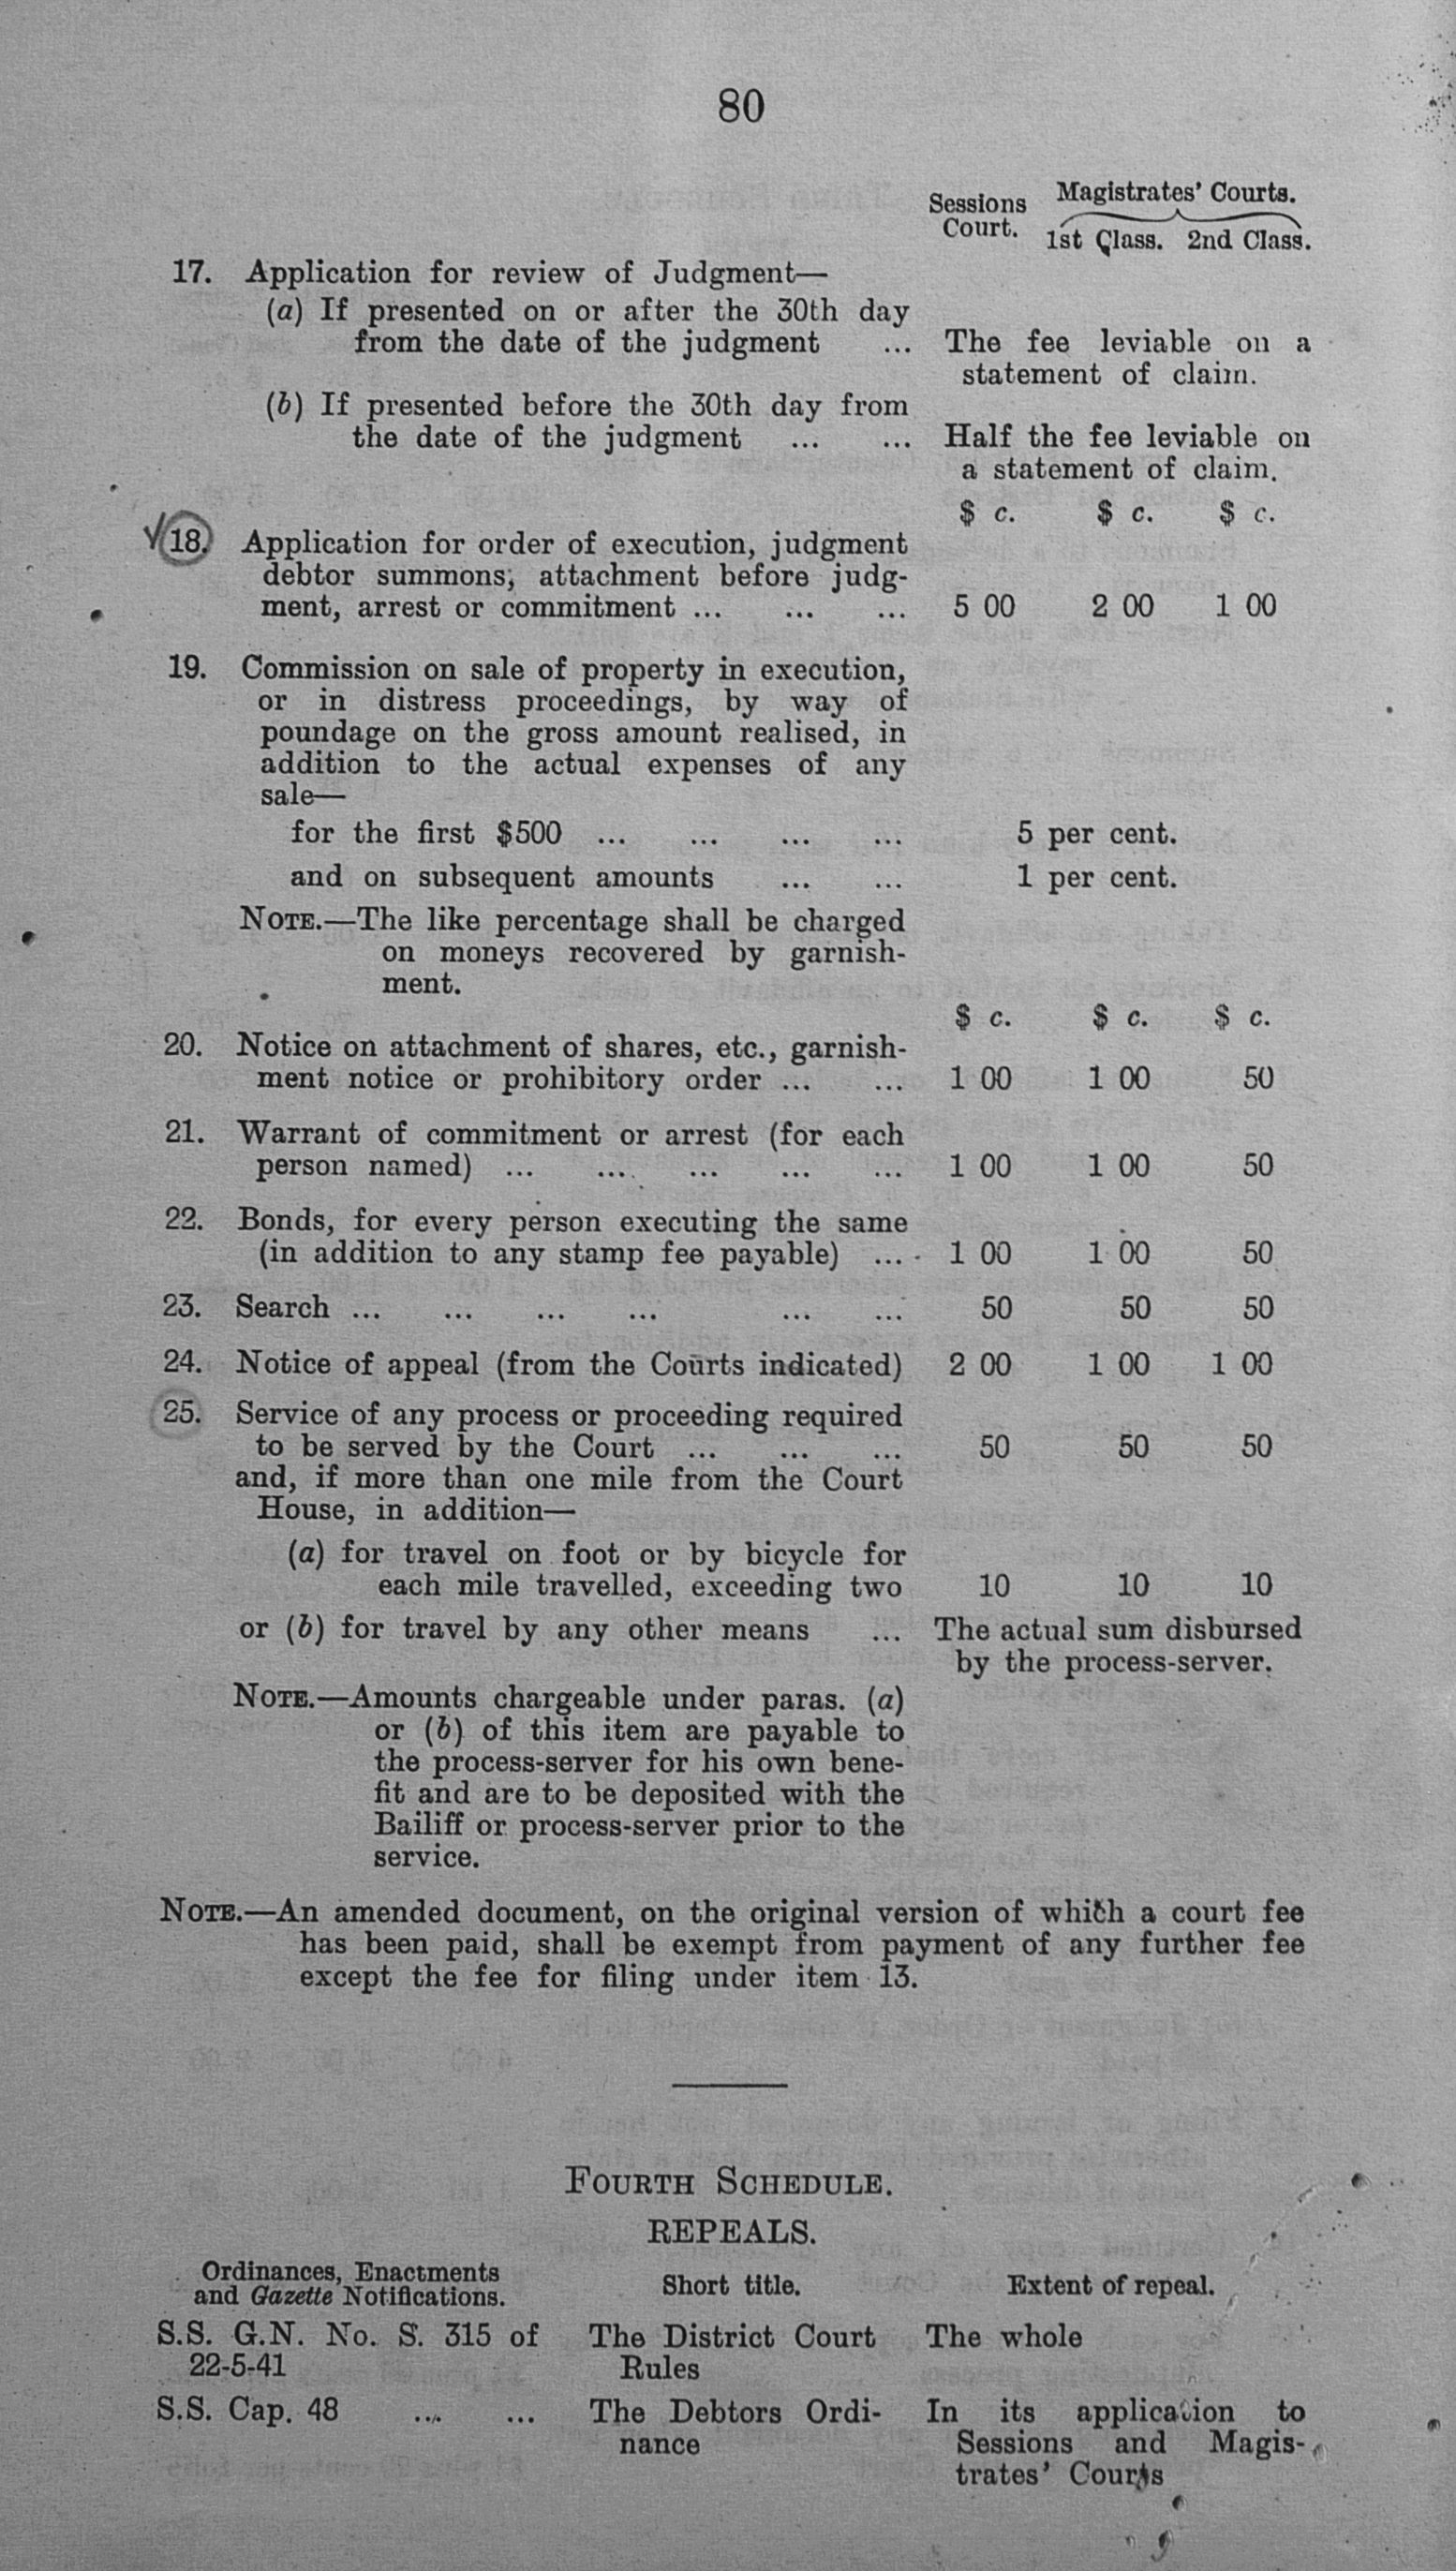 80
Sessions Court. Magistrates' Courts.
1st Class. 2nd Class.
17. Application for review of Judgment—
(a) If presented on or after the 30th day
from the date of the judgment ... The fee leviable on a
statement of claim.
(b) If presented before the 30th day from
the date of the judgment ... ... Half the fee leviable on
a statement of claim.
$ c. $ c. $ c.
18. Application for order of execution, judgment
debtor summons, attachment before judg-
ment, arrest or commitment ... ... ... 5 00 2 00 1 00
19. Commission on sale of property in execution,
or in distress proceedings, by way of
poundage on the gross amount realised, in
addition to the actual expenses of any
sale—
for the first $500 ... ... ... ... 5 per cent.
and on subsequent amounts ... ... 1 per cent.
NOTE.—The like percentage shall be charged
on moneys recovered by garnish-
ment.
$ c. $ c. $ c.
20. Notice on attachment of shares, etc., garnish-
ment notice or prohibitory order ... ... 1 00 1 00 50
21. Warrant of commitment or arrest (for each
person named) ... ... ... ... ... 1 00 1 00 50
22. Bonds, for every person executing the same
(in addition to any stamp fee payable) ... 1 00 1 00 50
23. Search ... ... ... ... ... ... 50 50 50
24. Notice of appeal (from the Courts indicated) 2 00 1 00 1 00
25. Service of any process or proceeding required
to be served by the Court ... ... ... 50 50 50
and, if more than one mile from the Court
House, in addition—
(a) for travel on foot or by bicycle for
each mile travelled, exceeding two 10 10 10
or (b) for travel by any other means ... The actual sum disbursed
by the process-server.
NOTE.—Amounts chargeable under paras. (a)
or (b) of this item are payable to
the process-server for his own bene-
fit and are to be deposited with the
Bailiff or process-server prior to the
service.
NOTE.—An amended document, on the original version of which a court fee
has been paid, shall be exempt from payment of any further fee
except the fee for filing under item 13.
FOURTH SCHEDULE.
REPEALS.
Ordinances, Enactments
and Gazette Notifications. Short title. Extent of repeal.
S.S. G.N. No. S. 315 of The District Court The whole
22-5-41 Rules
S.S. Cap. 48 ... ... The Debtors Ordi- In its application to
nance Sessions and Magis-
trates' Courts